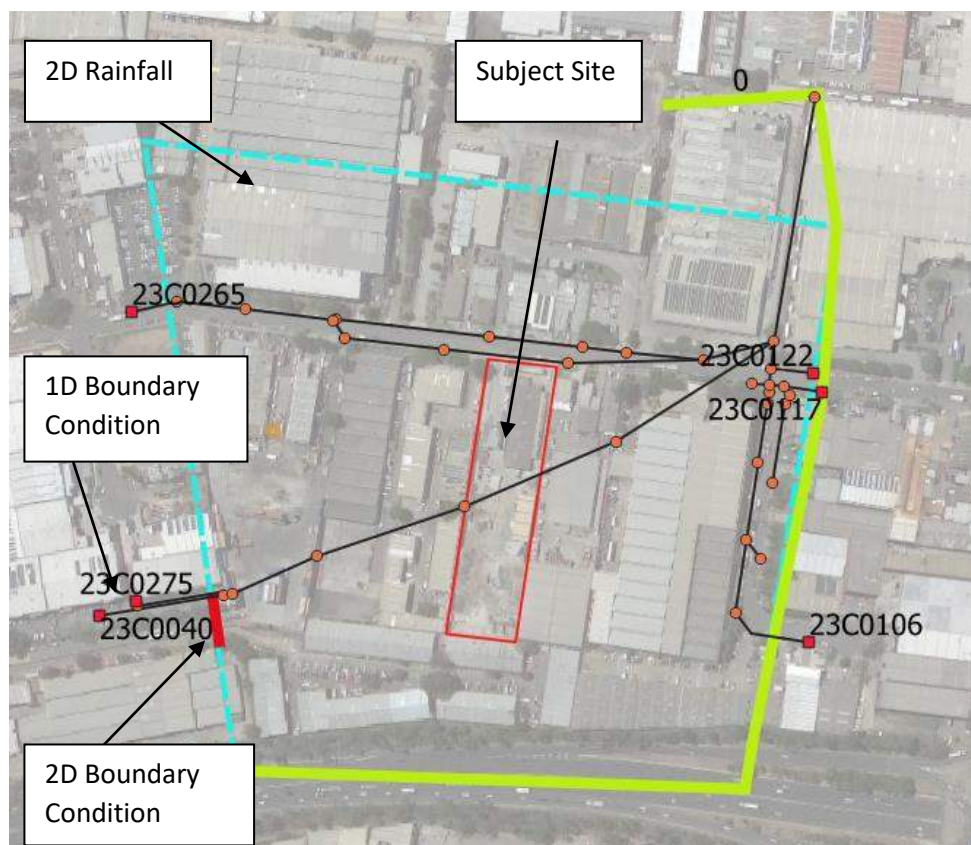 2D Rainfall
Subject Site
0
23C0265
23C0122
23C0117
1D Boundary
Condition
23C0275
23C0040
23C0106
2D Boundary
Condition